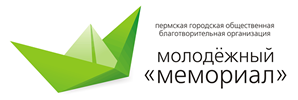 пермская городская общественная
благотворительная организация
молодёжный
«мемориал»